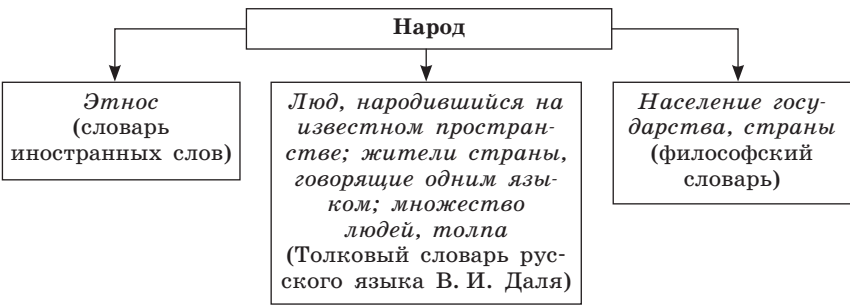 Народ
Этнос
(словарь
иностранных слов)
Люд, народившийся на
известном простран-
стве; жители страны,
говорящие одним язы-
ком; множество
людей, толпа
(Толковый словарь рус-
ского языка В. И. Даля)
Население госу-
дарства, страны
(философский
словарь)